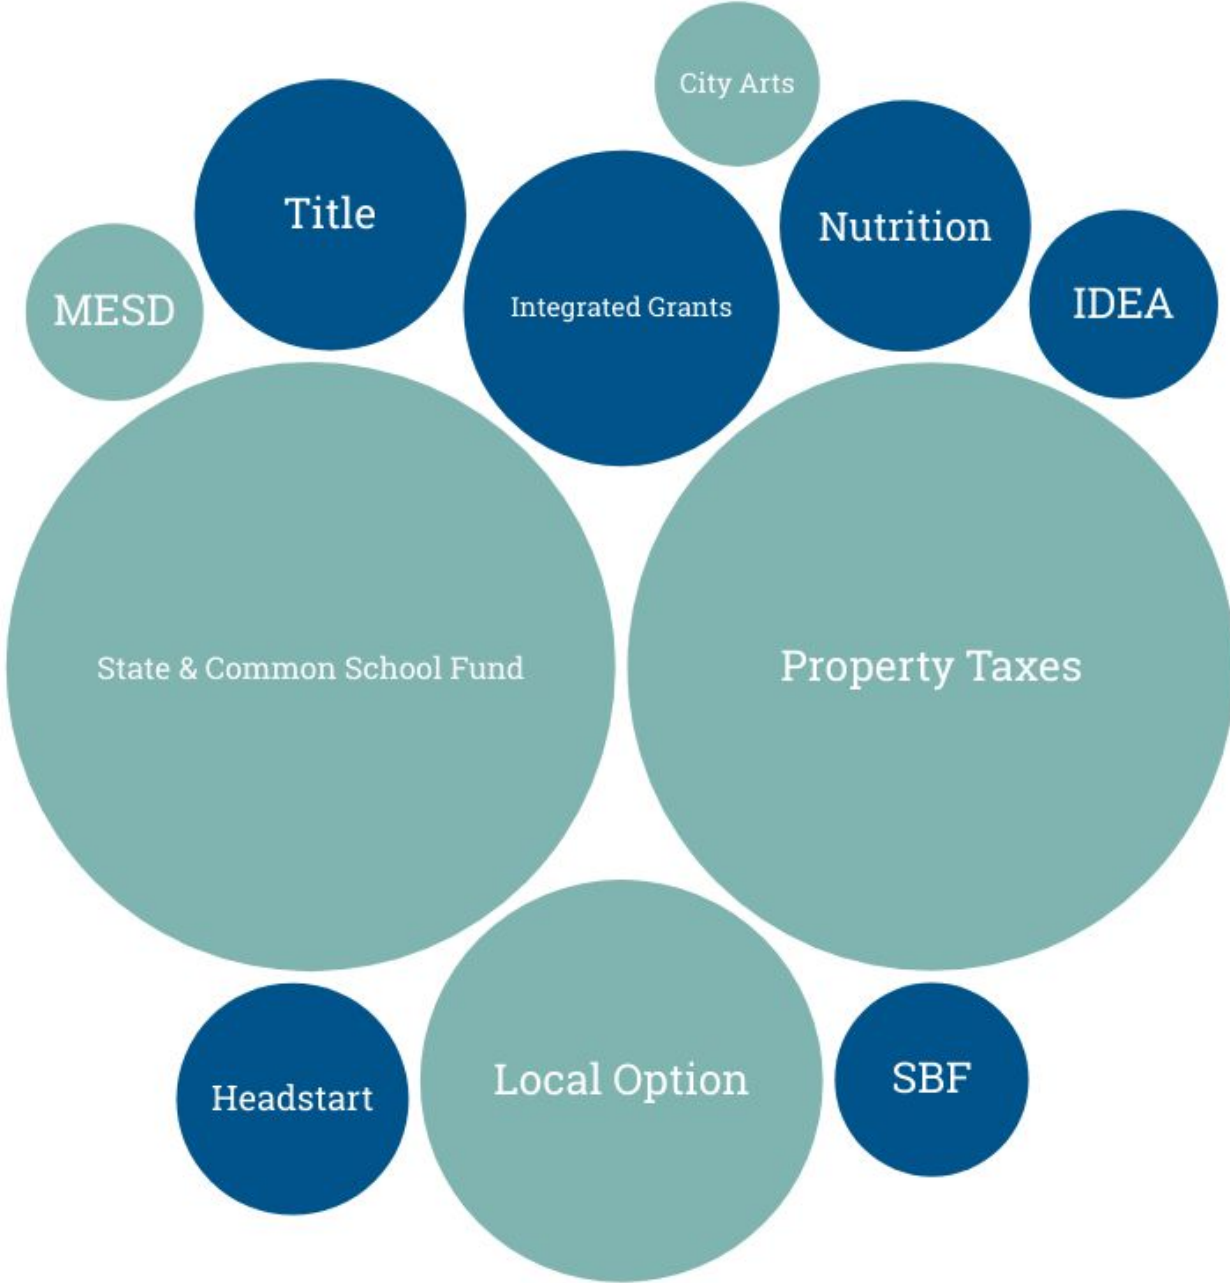 City Arts
Title
Nutrition
MESD
Integrated Grants
IDEA
State & Common School Fund
Property Taxes
Headstart
Local Option
SBF